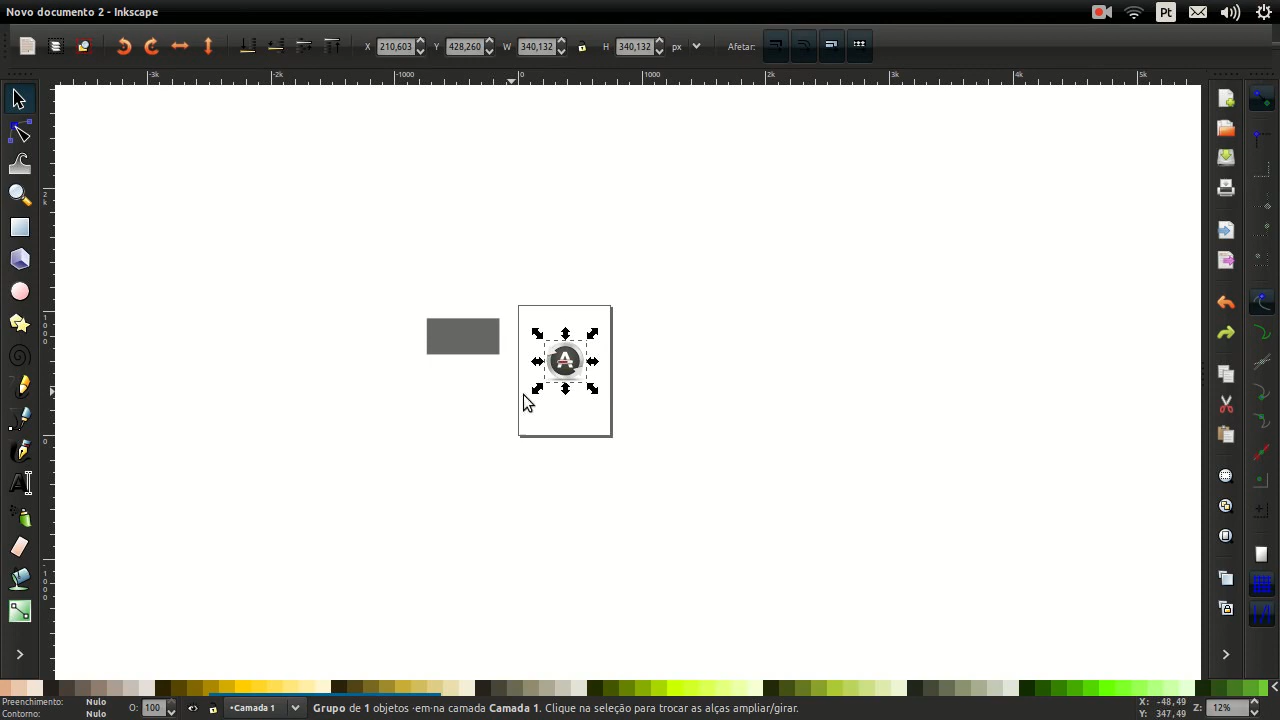 Novo documento 2 - Inkscape
Pt
X 210,603 Y 428,260 W 340,132 H 340,132 px Afetar:
-3k -2k -1000 0 1000 2k 3k 4k 5k
A
Preenchimento: Nulo
Contorno: Nulo
O: 100
•Camada 1
Grupo de 1 objetos ·em·na camada Camada 1. Clique na seleção para trocar as alças ampliar/girar.
X: -48,49
Y: 347,49
Z: 12%